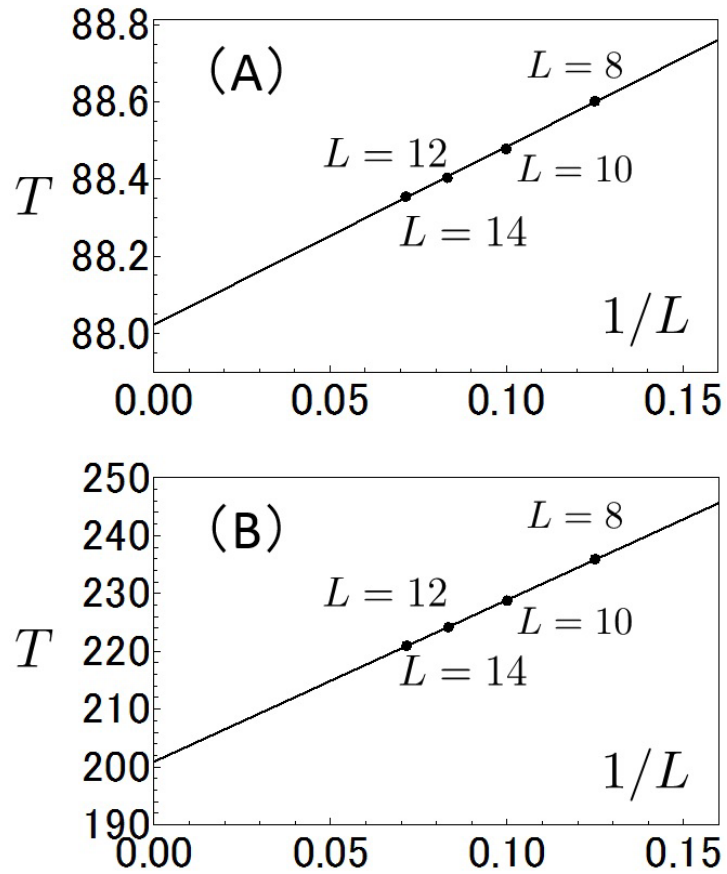 88.8
(A)
L = 8
88.6
L = 12
88.4
L = 10
T
L = 14
88.2
88.0
1/L
0.00 0.05 0.10 0.15
250
(B)
L = 8
240
L = 12
230
L = 10
220
T
L = 14
210
200
1/L
190
0.00 0.05 0.10 0.15